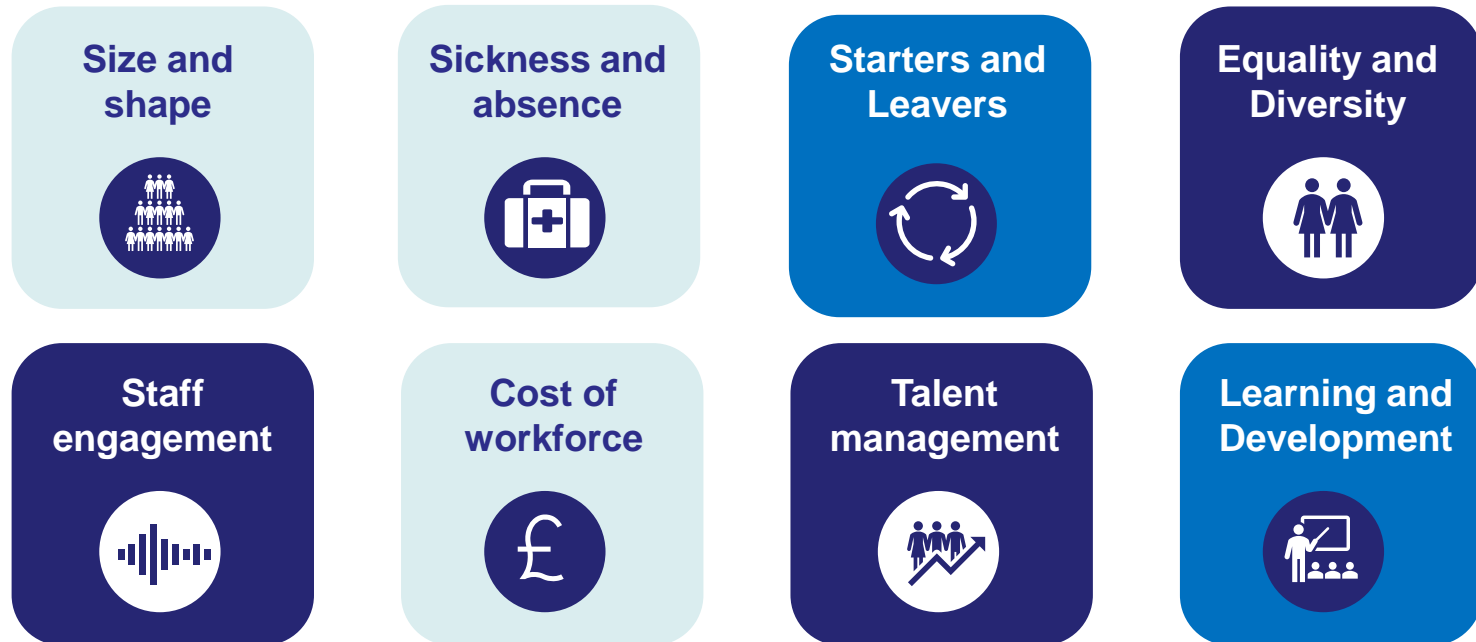 Size and
shape
Sickness and
absence
Starters and
Leavers
Equality and
Diversity
Staff
engagement
Cost of
workforce
£
Talent
management
Learning and
Development